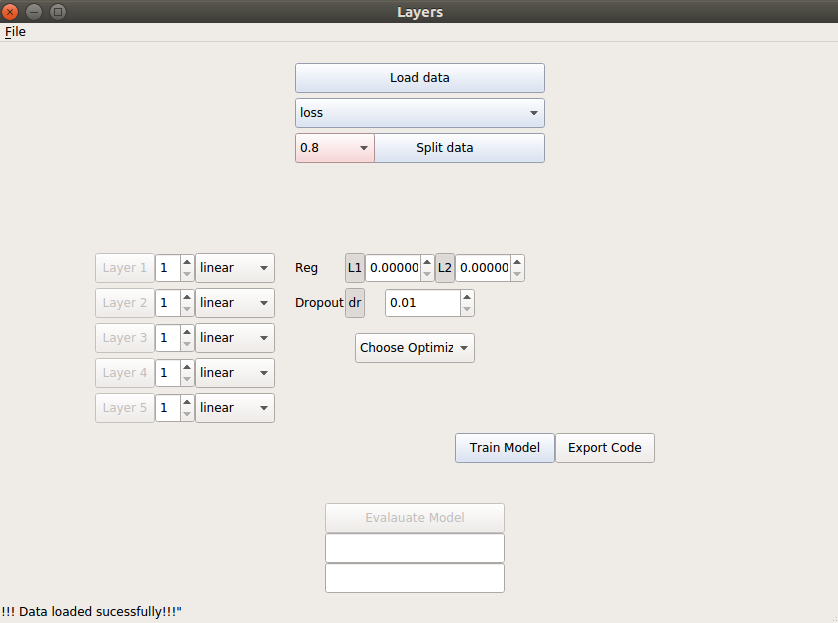 Layers
File
Load data
loss
0.8 Split data
Layer 1 1 linear Reg L1 0.00000 L2 0.00000
Layer 2 1 linear Dropout dr 0.01
Layer 3 1 linear
Choose Optimiz
Layer 4 1 linear
Layer 5 1 linear
Train Model Export Code
Evalauate Model
!!! Data loaded sucessfully!!!"